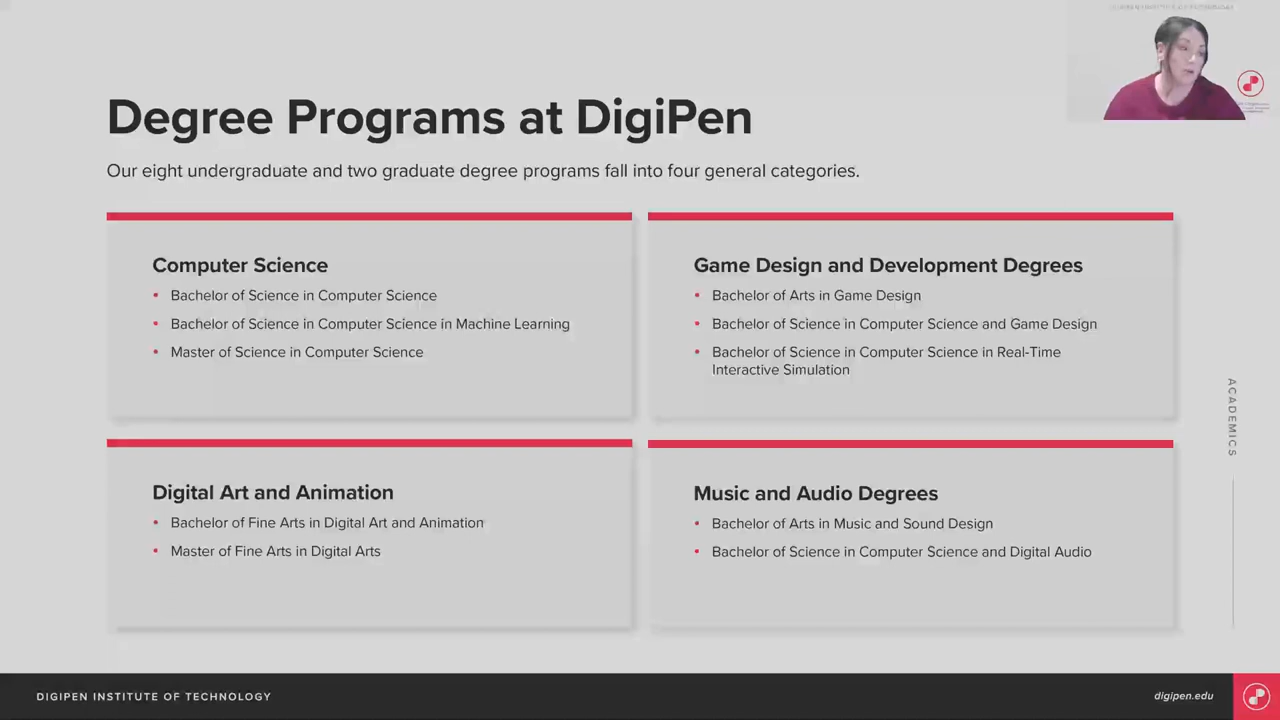 Degree Programs at DigiPen
Our eight undergraduate and two graduate degree programs fall into four general categories.
Computer Science
• Bachelor of Science in Computer Science
• Bachelor of Science in Computer Science in Machine Learning
• Master of Science in Computer Science
Game Design and Development Degrees
• Bachelor of Arts in Game Design
• Bachelor of Science in Computer Science and Game Design
• Bachelor of Science in Computer Science in Real-Time
Interactive Simulation
Digital Art and Animation
• Bachelor of Fine Arts in Digital Art and Animation
• Master of Fine Arts in Digital Arts
Music and Audio Degrees
• Bachelor of Arts in Music and Sound Design
• Bachelor of Science in Computer Science and Digital Audio
ACADEMICS
DIGIPEN INSTITUTE OF TECHNOLOGY
digipen.edu